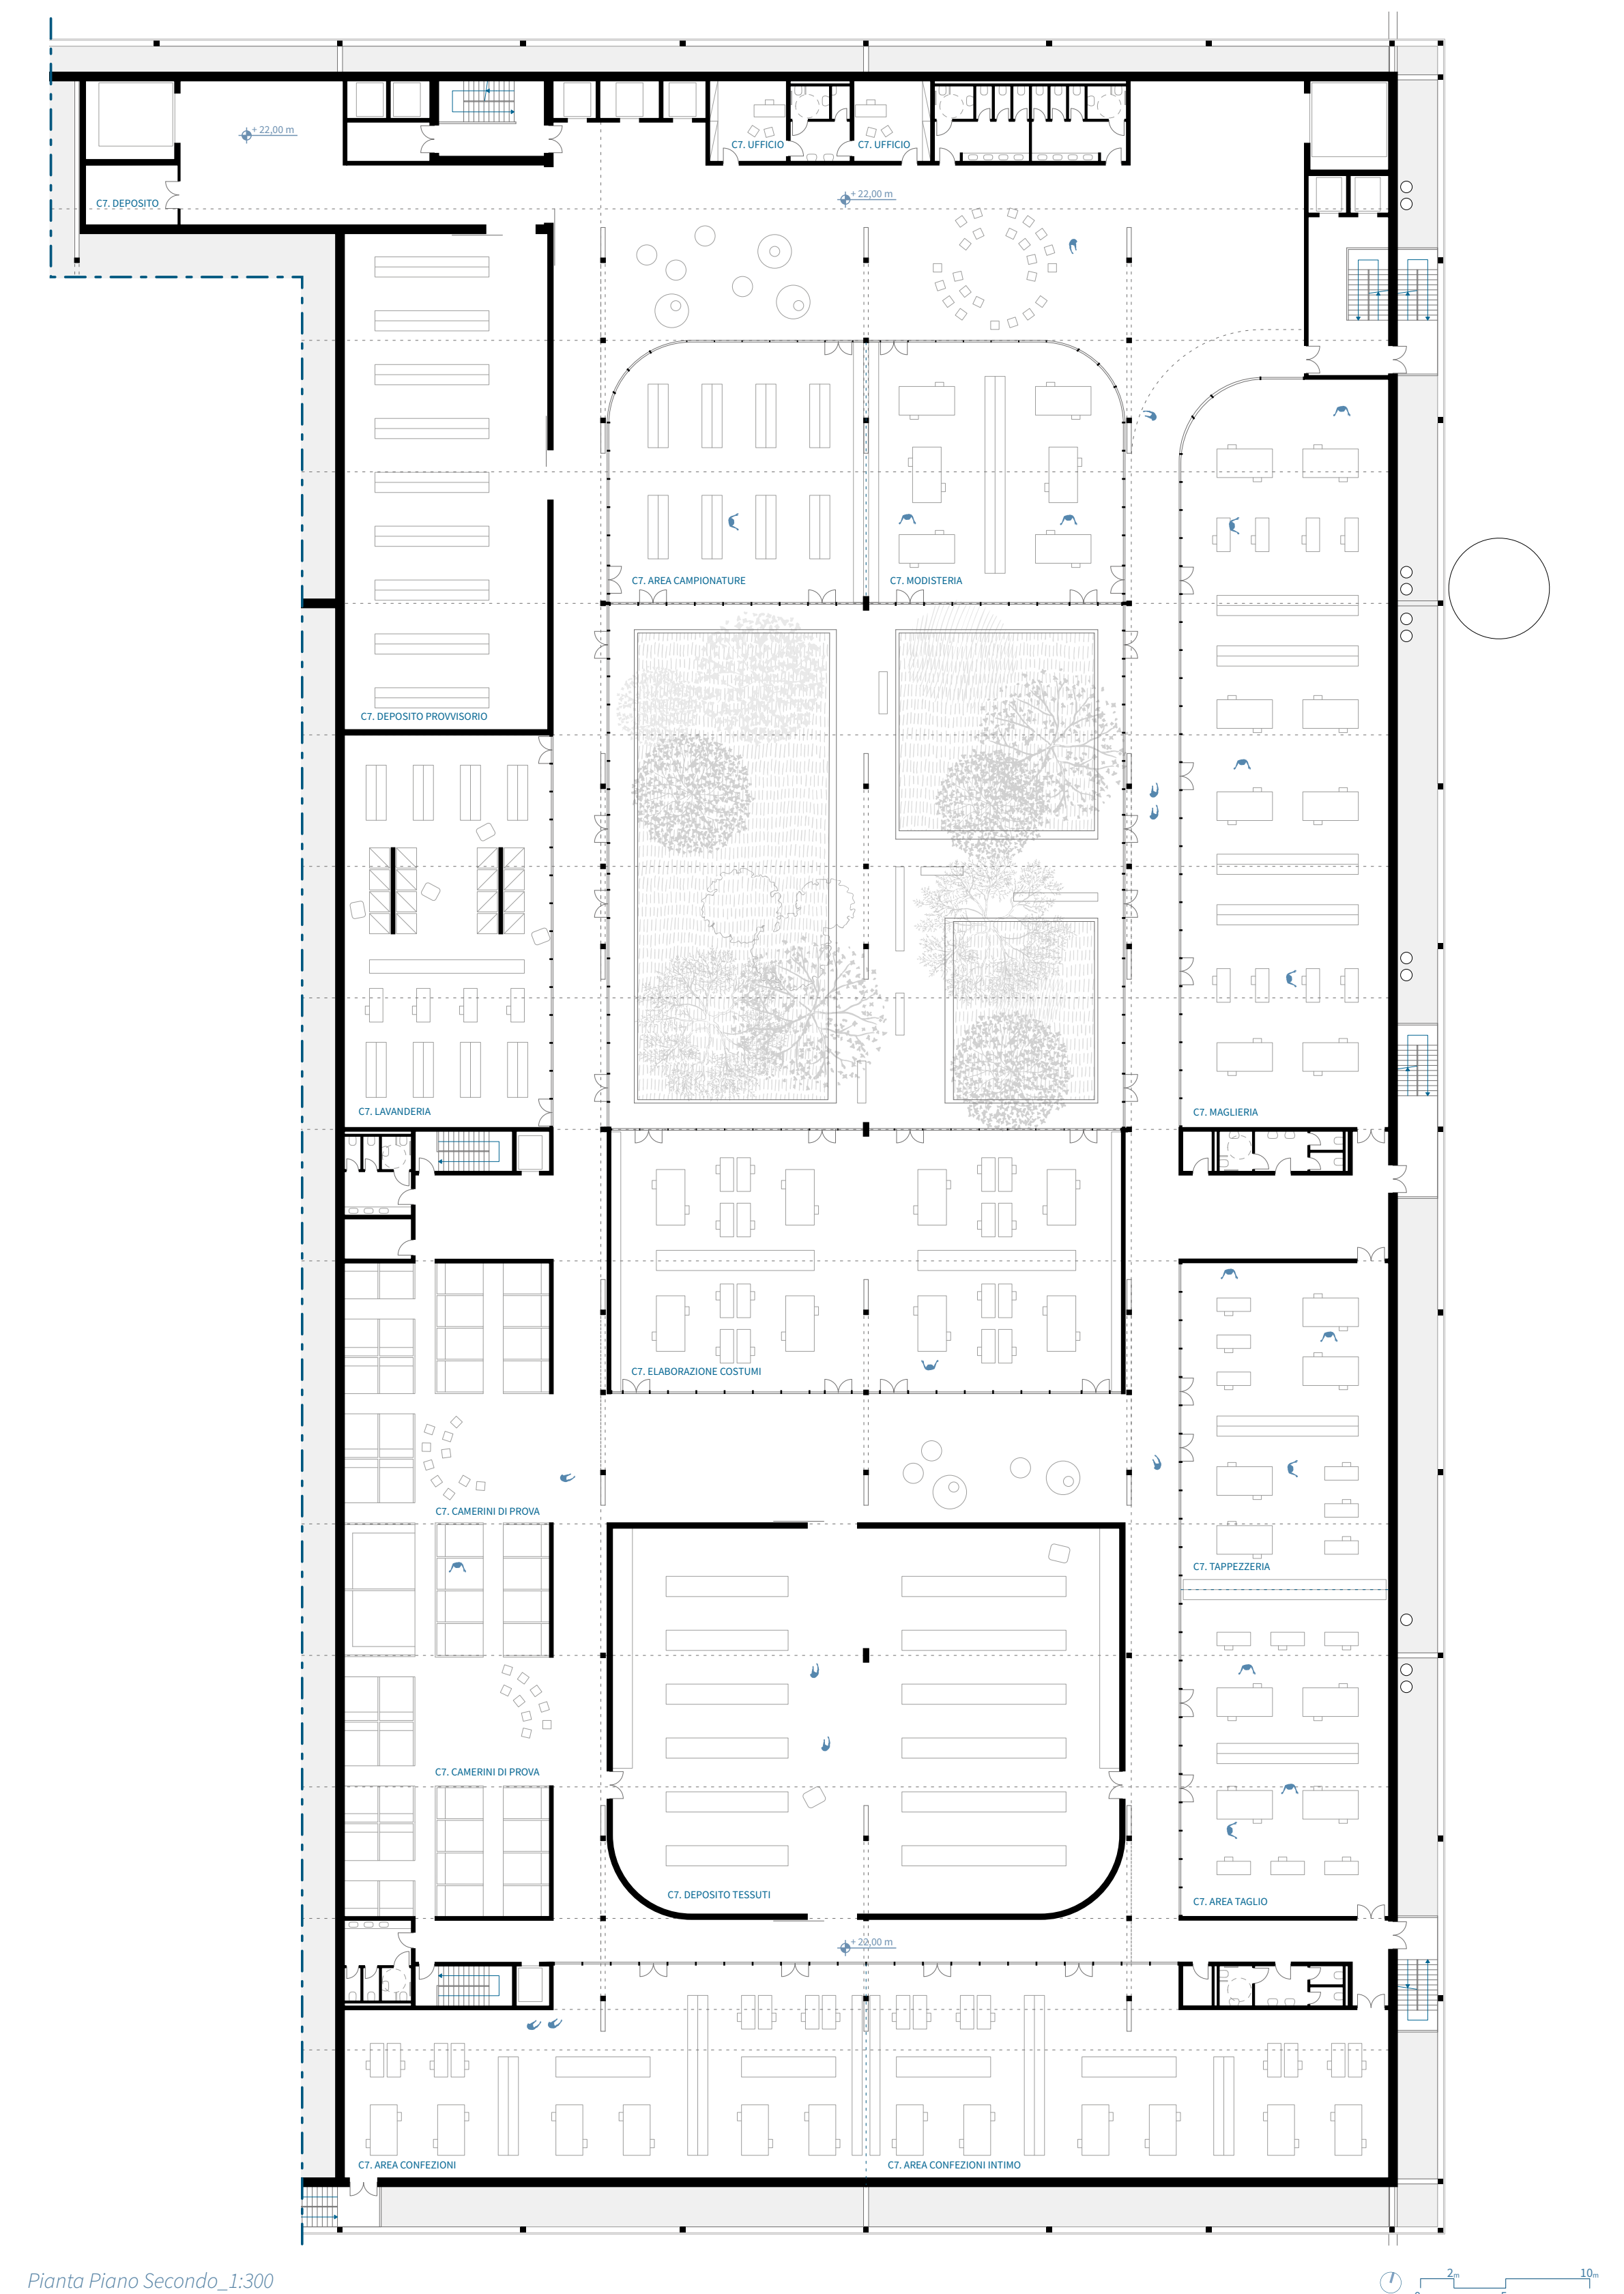 + 22,00 m
C7. UFFICIO
C7. UFFICIO
C7. DEPOSITO
+ 22,00 m
C7. AREA CAMPIONATURE
C7. MODISTERIA
C7. DEPOSITO PROVVISORIO
C7. LAVANDERIA
C7. MAGLIERIA
C7. ELABORAZIONE COSTUMI
C7. CAMERINI DI PROVA
C7. TAPPEZZERIA
C7. CAMERINI DI PROVA
C7. DEPOSITO TESSUTI
C7. AREA TAGLIO
+ 22,00 m
C7. AREA CONFEZIONI
C7. AREA CONFEZIONI INTIMO
Pianta Piano Secondo_1:300
2m
10m